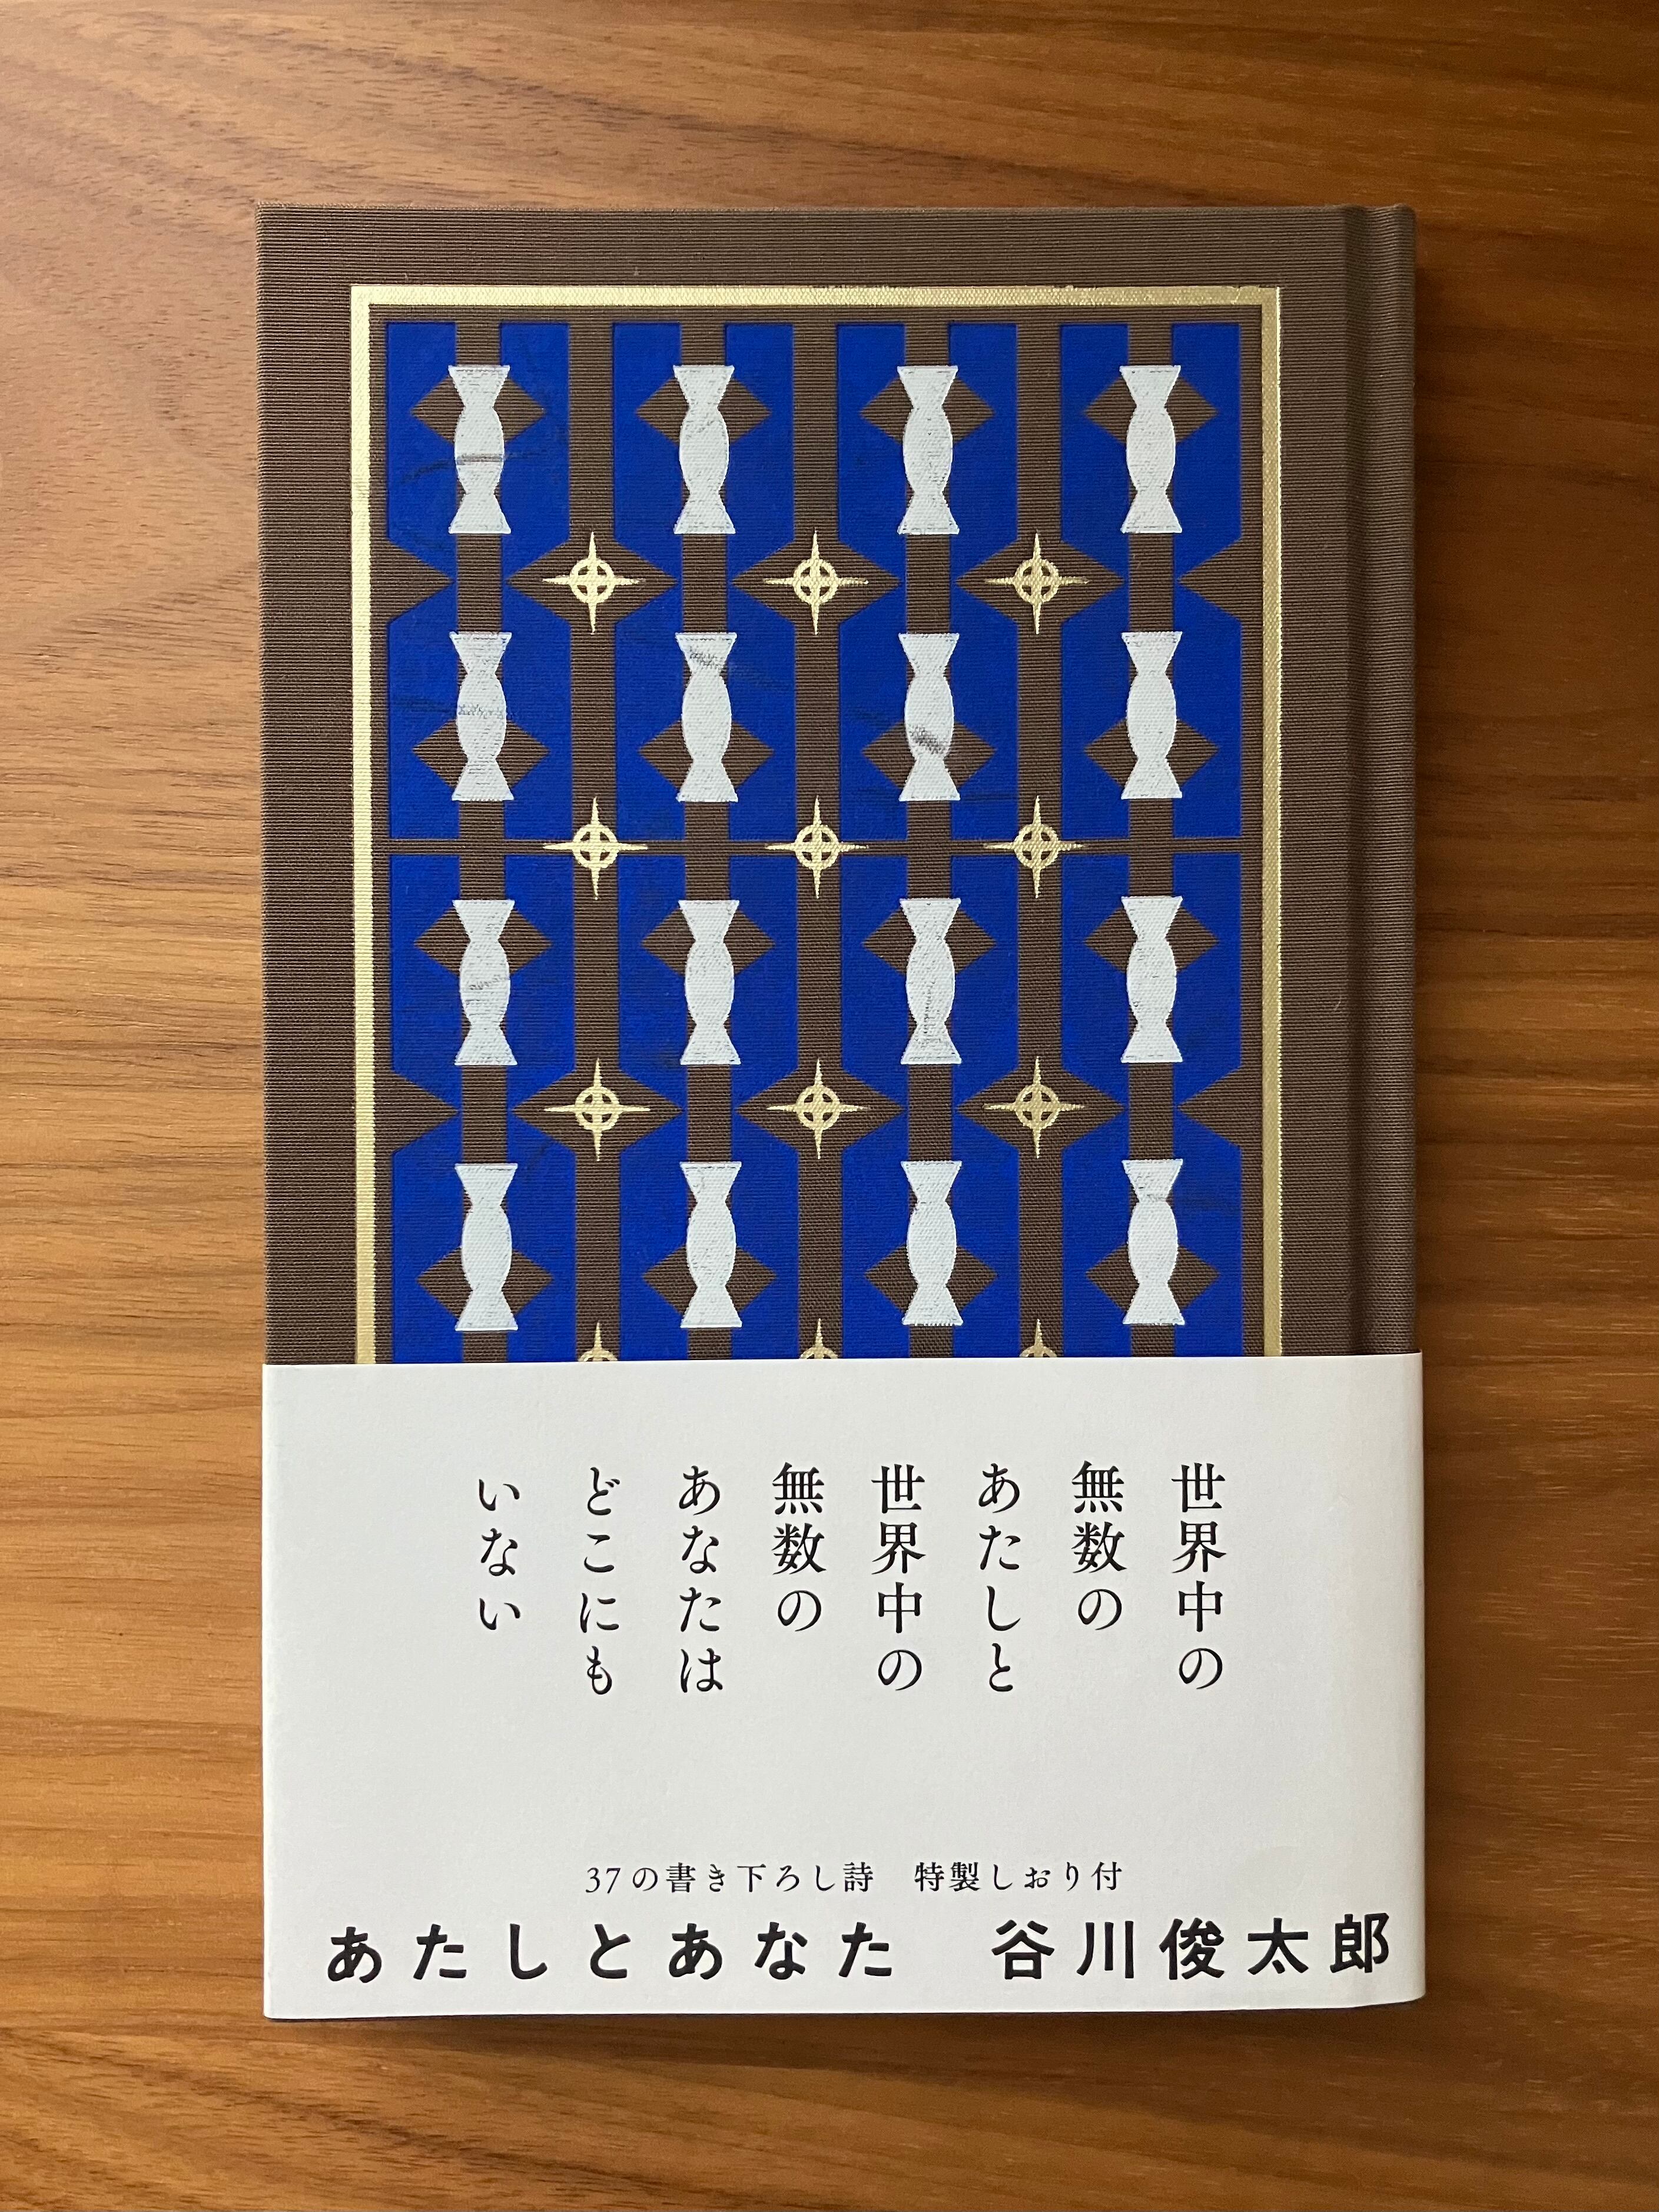 世界中の
無数の
あたしと
世界中の
無数の
あなたは
どこにも
いない
37の書き下ろし詩　特製しおり付
あたしとあなた　谷川俊太郎